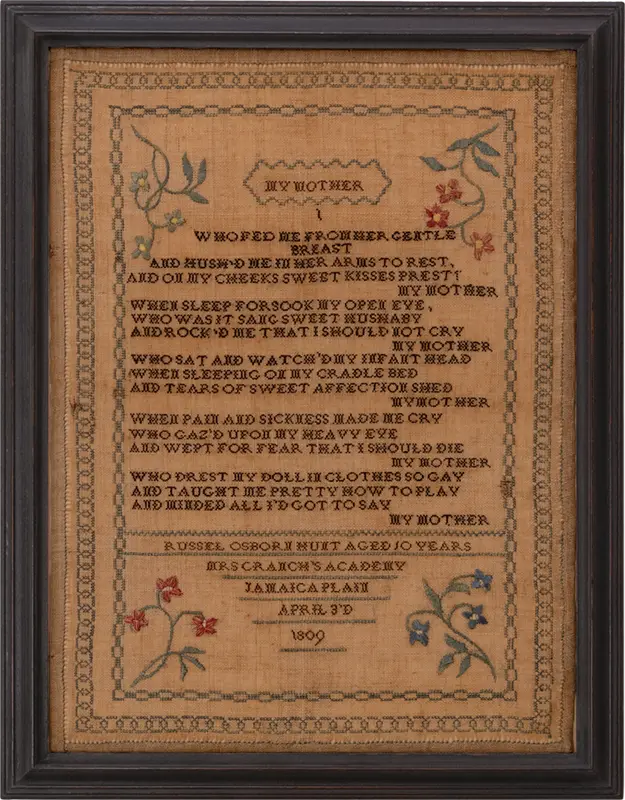 MY MOTHER
1
WHO FED ME FROM HER GENTLE
BREAST
AND HUSH'D ME IN HER ARMS TO REST,
AND ON MY CHEEKS SWEET KISSES PREST?
MY MOTHER
WHEN SLEEP FORSOOK MY OPEN EYE,
WHO WAS IT SANG SWEET HUSHABY
AND ROCK'D ME THAT I SHOULD NOT CRY
MY MOTHER
WHO SAT AND WATCH'D MY INFANT HEAD
WHEN SLEEPING ON MY CRADLE BED
AND TEARS OF SWEET AFFECTION SHED
MY MOTHER
WHEN PAIN AND SICKNESS MADE ME CRY
WHO GAZ'D UPON MY HEAVY EYE
AND WEPT FOR FEAR THAT I SHOULD DIE
MY MOTHER
WHO DREST MY DOLL IN CLOTHES SO GAY
AND TAUGHT ME PRETTY HOW TO PLAY
AND MINDED ALL I'D GOT TO SAY
MY MOTHER
RUSSEL OSBORN HUIT AGED 10 YEARS
MRS CRANCH'S ACADEMY
JAMAICA PLAIN
APRIL 3'D
1809